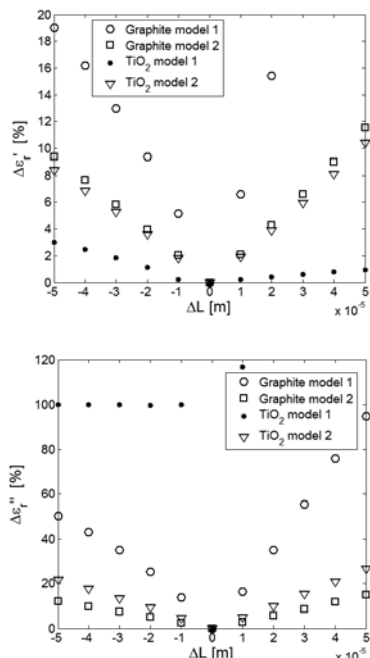 20
18
16
14
12
10
8
6
4
2
0
Δεr' [%]
Graphite model 1
Graphite model 2
TiO2 model 1
TiO2 model 2
-5 -4 -3 -2 -1 0 1 2 3 4 5
x 10-5
ΔL [m]
120
100
80
60
40
20
0
Δεr'' [%]
Graphite model 1
Graphite model 2
TiO2 model 1
TiO2 model 2
-5 -4 -3 -2 -1 0 1 2 3 4 5
x 10-5
ΔL [m]